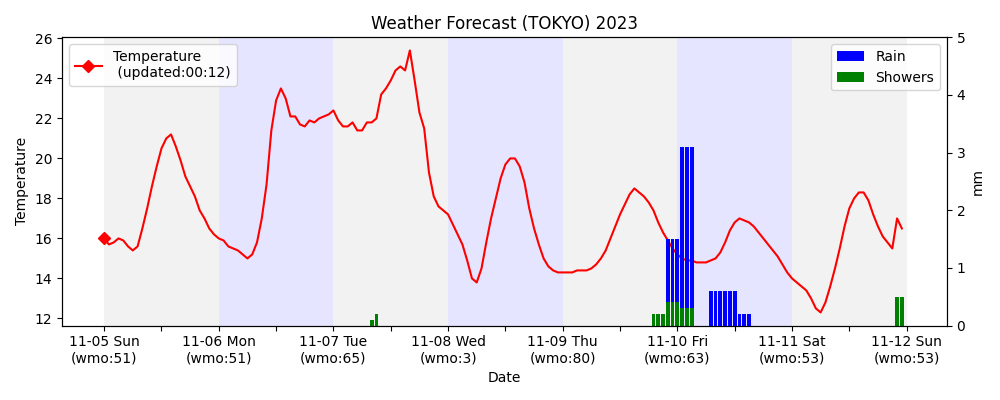 Weather Forecast (TOKYO) 2023
Temperature
(updated:00:12)
Rain
Showers
26
24
22
20
18
16
14
12
Temperature
5
4
3
2
1
0
mm
11-05 Sun
(wmo:51)
11-06 Mon
(wmo:51)
11-07 Tue
(wmo:65)
11-08 Wed
(wmo:3)
11-09 Thu
(wmo:80)
11-10 Fri
(wmo:63)
11-11 Sat
(wmo:53)
11-12 Sun
(wmo:53)
Date